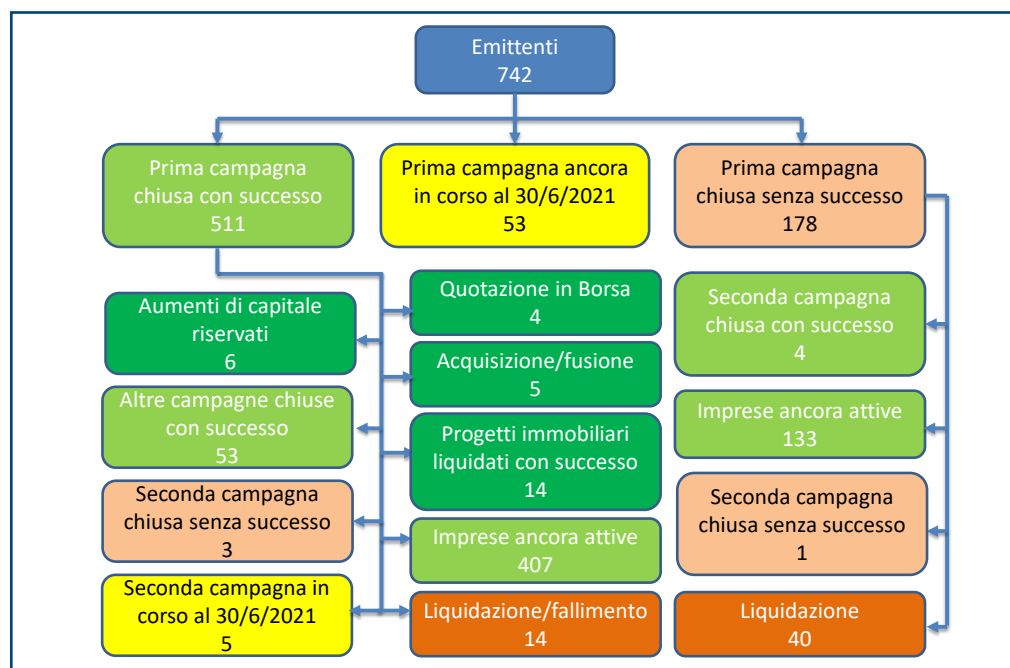 Emittenti
742
Prima campagna
chiusa con successo
511
Prima campagna ancora
in corso al 30/6/2021
53
Prima campagna
chiusa senza successo
178
Aumenti di capitale
riservati
6
Altre campagne chiuse
con successo
53
Seconda campagna
chiusa senza successo
3
Seconda campagna in
corso al 30/6/2021
5
Quotazione in Borsa
4
Acquisizione/fusione
5
Progetti immobiliari
liquidati con successo
14
Imprese ancora attive
407
Liquidazione/fallimento
14
Seconda campagna
chiusa con successo
4
Imprese ancora attive
133
Seconda campagna
chiusa senza successo
1
Liquidazione
40